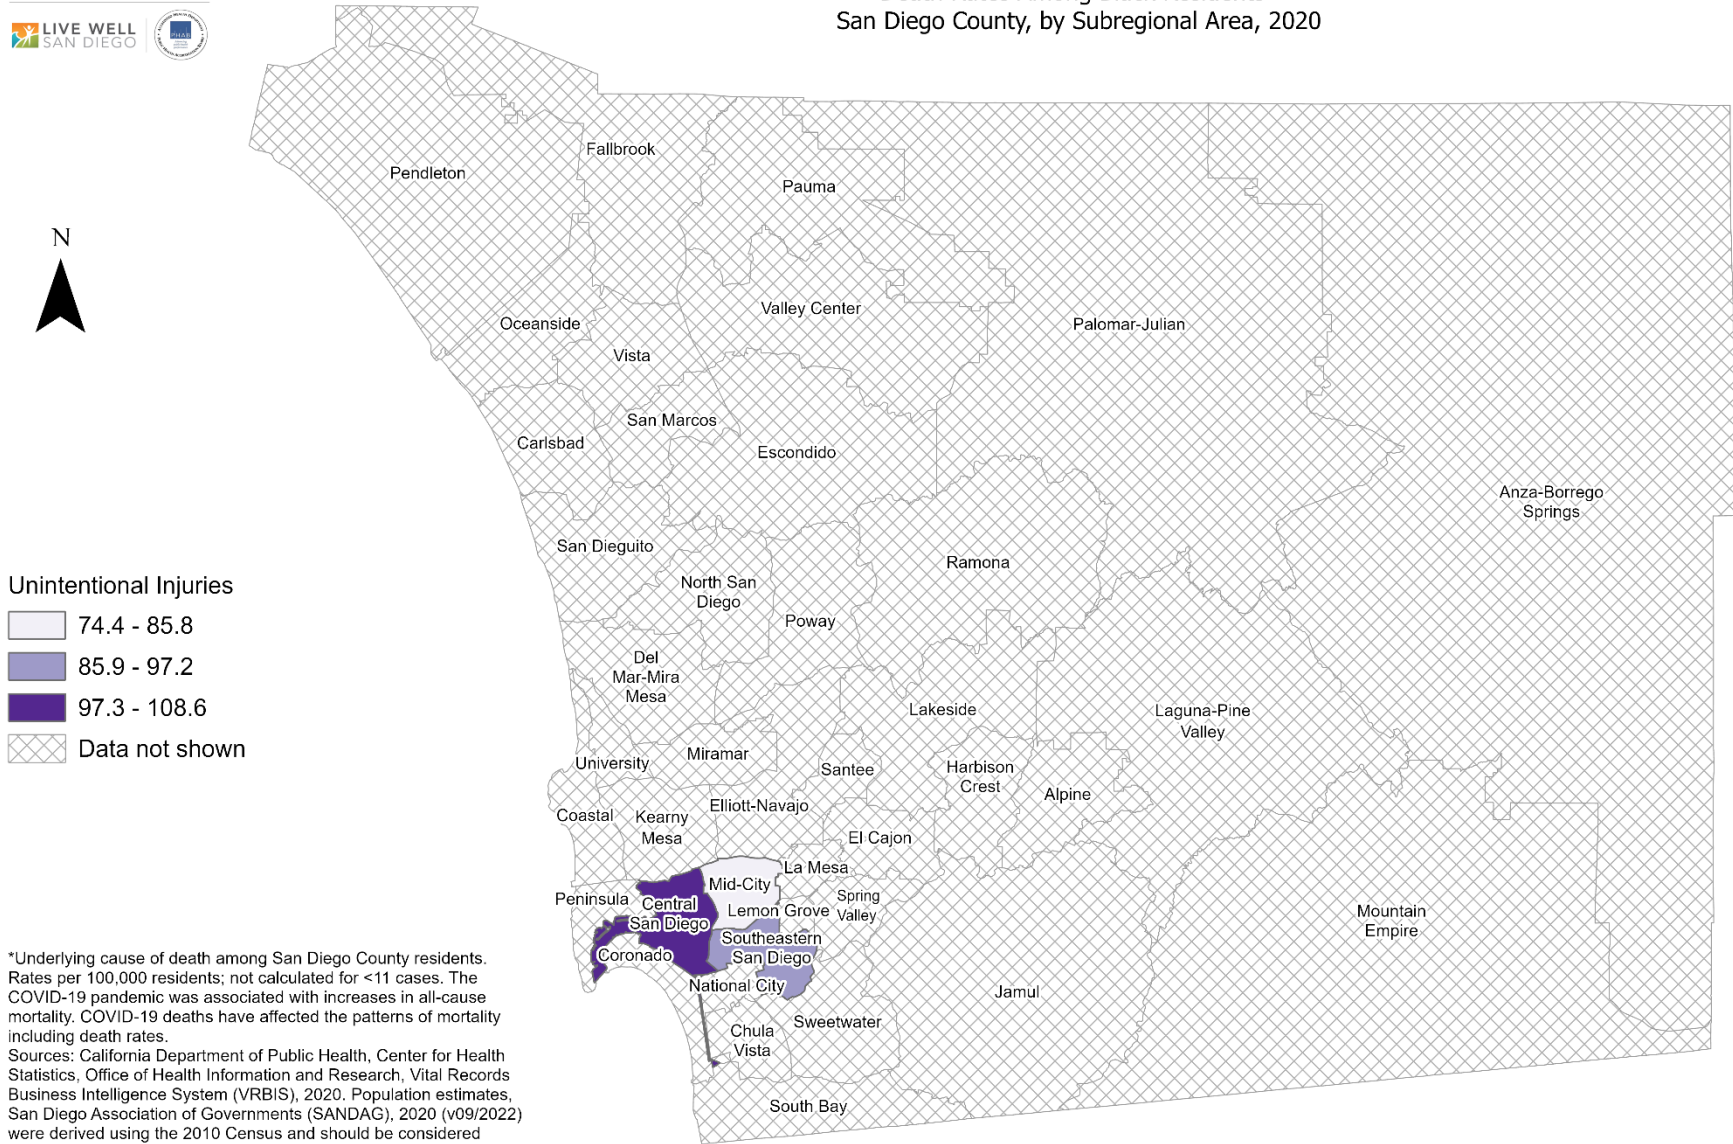 LIVE WELL
SAN DIEGO
PHAB
San Diego County, by Subregional Area, 2020
N
Pendleton
Fallbrook
Pauma
Oceanside
Vista
Valley Center
Palomar-Julian
San Marcos
Carlsbad
Escondido
Anza-Borrego
Springs
San Dieguito
North San
Diego
Ramona
Poway
Del
Mar-Mira
Mesa
Lakeside
Laguna-Pine
Valley
Miramar
University
Santee
Harbison
Crest
Alpine
Coastal
Kearny
Mesa
Elliott-Navajo
El Cajon
La Mesa
Mid-City
Peninsula
Central
San Diego
Lemon Grove
Spring
Valley
Mountain
Empire
Southeastern
San Diego
Coronado
National City
Jamul
Sweetwater
Chula
Vista
South Bay
Unintentional Injuries
74.4 - 85.8
85.9 - 97.2
97.3 - 108.6
Data not shown
*Underlying cause of death among San Diego County residents.
Rates per 100,000 residents; not calculated for <11 cases. The
COVID-19 pandemic was associated with increases in all-cause
mortality. COVID-19 deaths have affected the patterns of mortality
including death rates.
Sources: California Department of Public Health, Center for Health
Statistics, Office of Health Information and Research, Vital Records
Business Intelligence System (VRBIS), 2020. Population estimates,
San Diego Association of Governments (SANDAG), 2020 (v09/2022)
were derived using the 2010 Census and should be considered